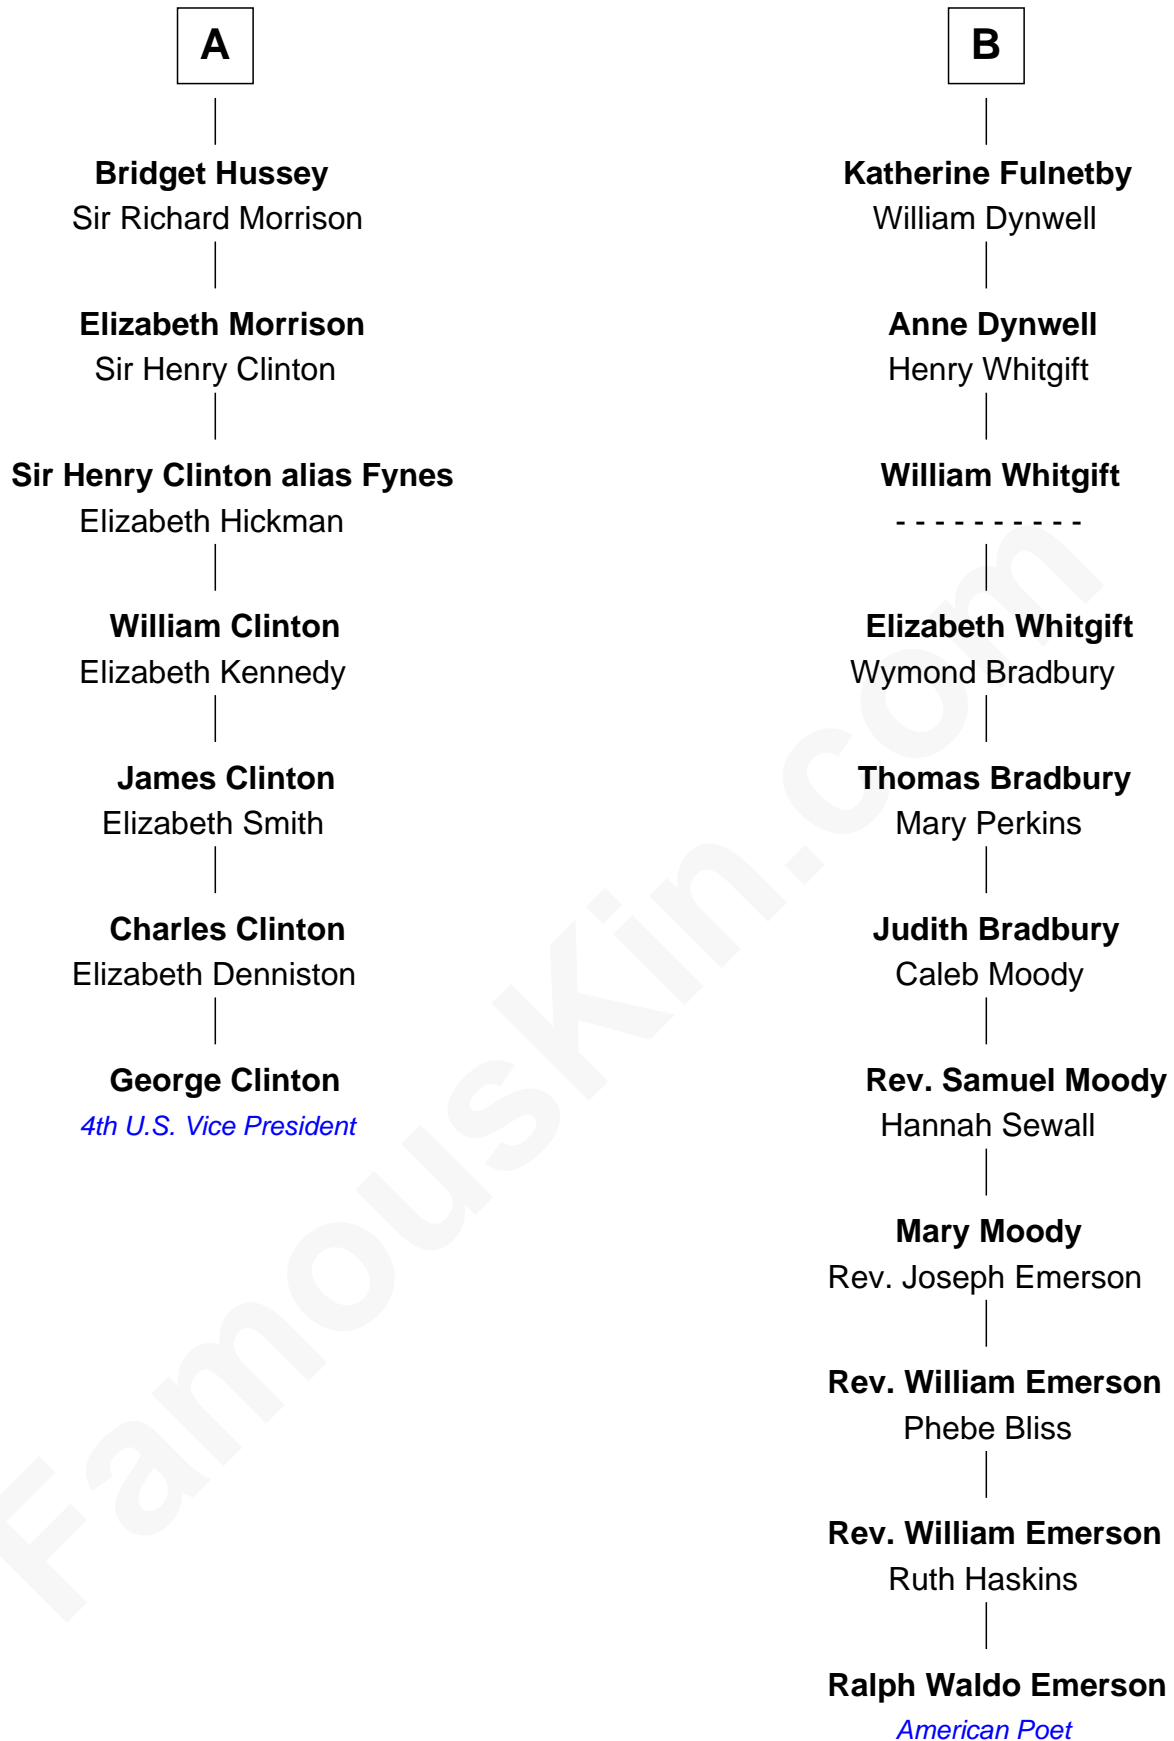 A
Bridget Hussey
Sir Richard Morrison
Elizabeth Morrison
Sir Henry Clinton
Sir Henry Clinton alias Fynes
Elizabeth Hickman
William Clinton
Elizabeth Kennedy
James Clinton
Elizabeth Smith
Charles Clinton
Elizabeth Denniston
George Clinton
4th U.S. Vice President
B
Katherine Fulnetby
William Dynwell
Anne Dynwell
Henry Whitgift
William Whitgift
- - - - - - - - - -
Elizabeth Whitgift
Wymond Bradbury
Thomas Bradbury
Mary Perkins
Judith Bradbury
Caleb Moody
Rev. Samuel Moody
Hannah Sewall
Mary Moody
Rev. Joseph Emerson
Rev. William Emerson
Phebe Bliss
Rev. William Emerson
Ruth Haskins
Ralph Waldo Emerson
American Poet
FamousKin.com